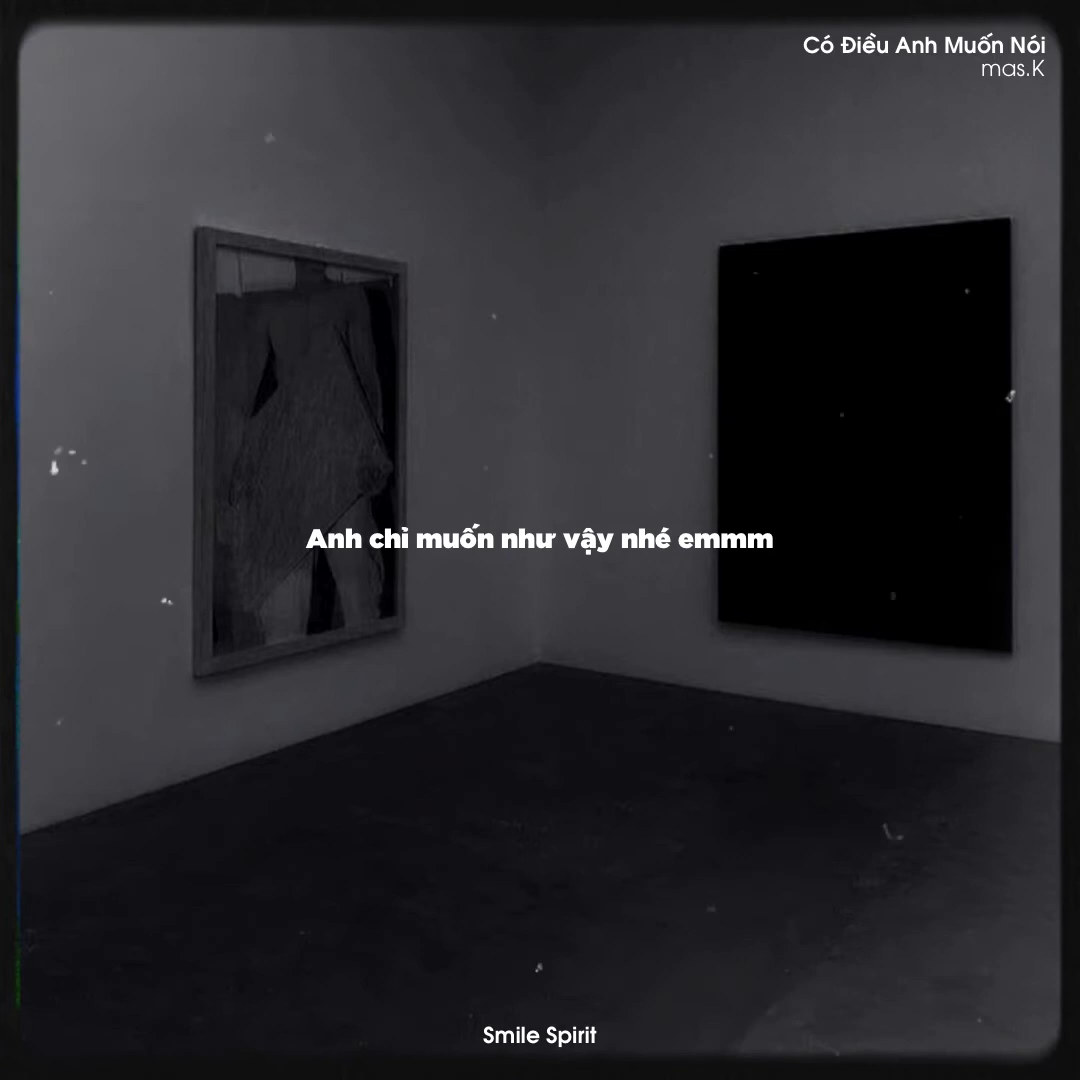 Có Điều Anh Muốn Nói
mas.K
Anh chỉ muốn như vậy nhé emmm
Smile Spirit